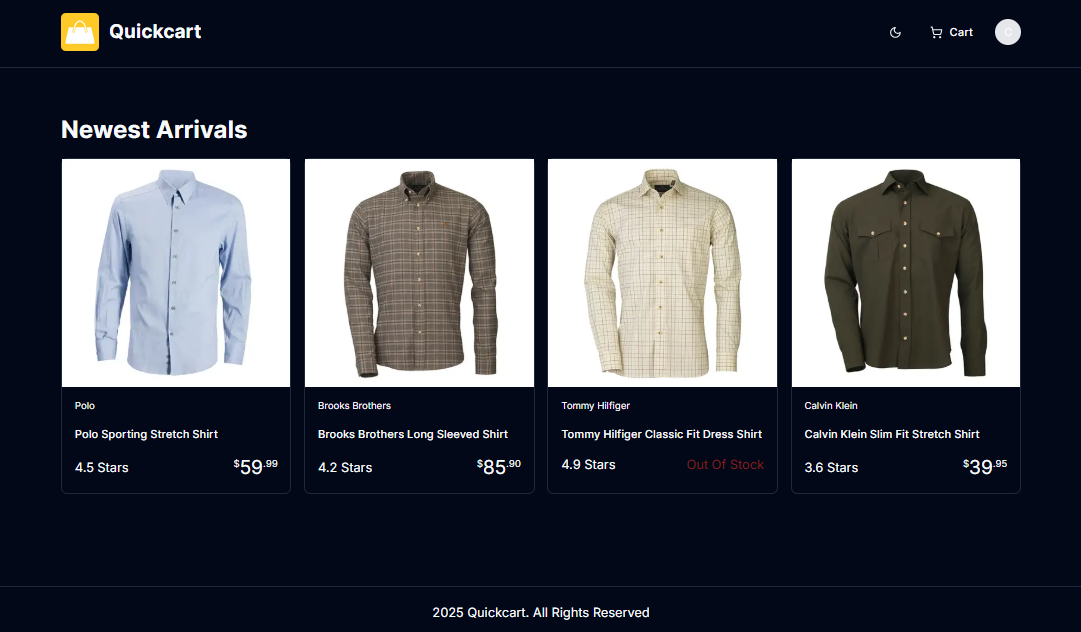 Quickcart
Cart
Newest Arrivals
Polo
Polo Sporting Stretch Shirt
4.5 Stars
$59.99
Brooks Brothers
Brooks Brothers Long Sleeved Shirt
4.2 Stars
$85.90
Tommy Hilfiger
Tommy Hilfiger Classic Fit Dress Shirt
4.9 Stars
Out Of Stock
Calvin Klein
Calvin Klein Slim Fit Stretch Shirt
3.6 Stars
$39.95
2025 Quickcart. All Rights Reserved